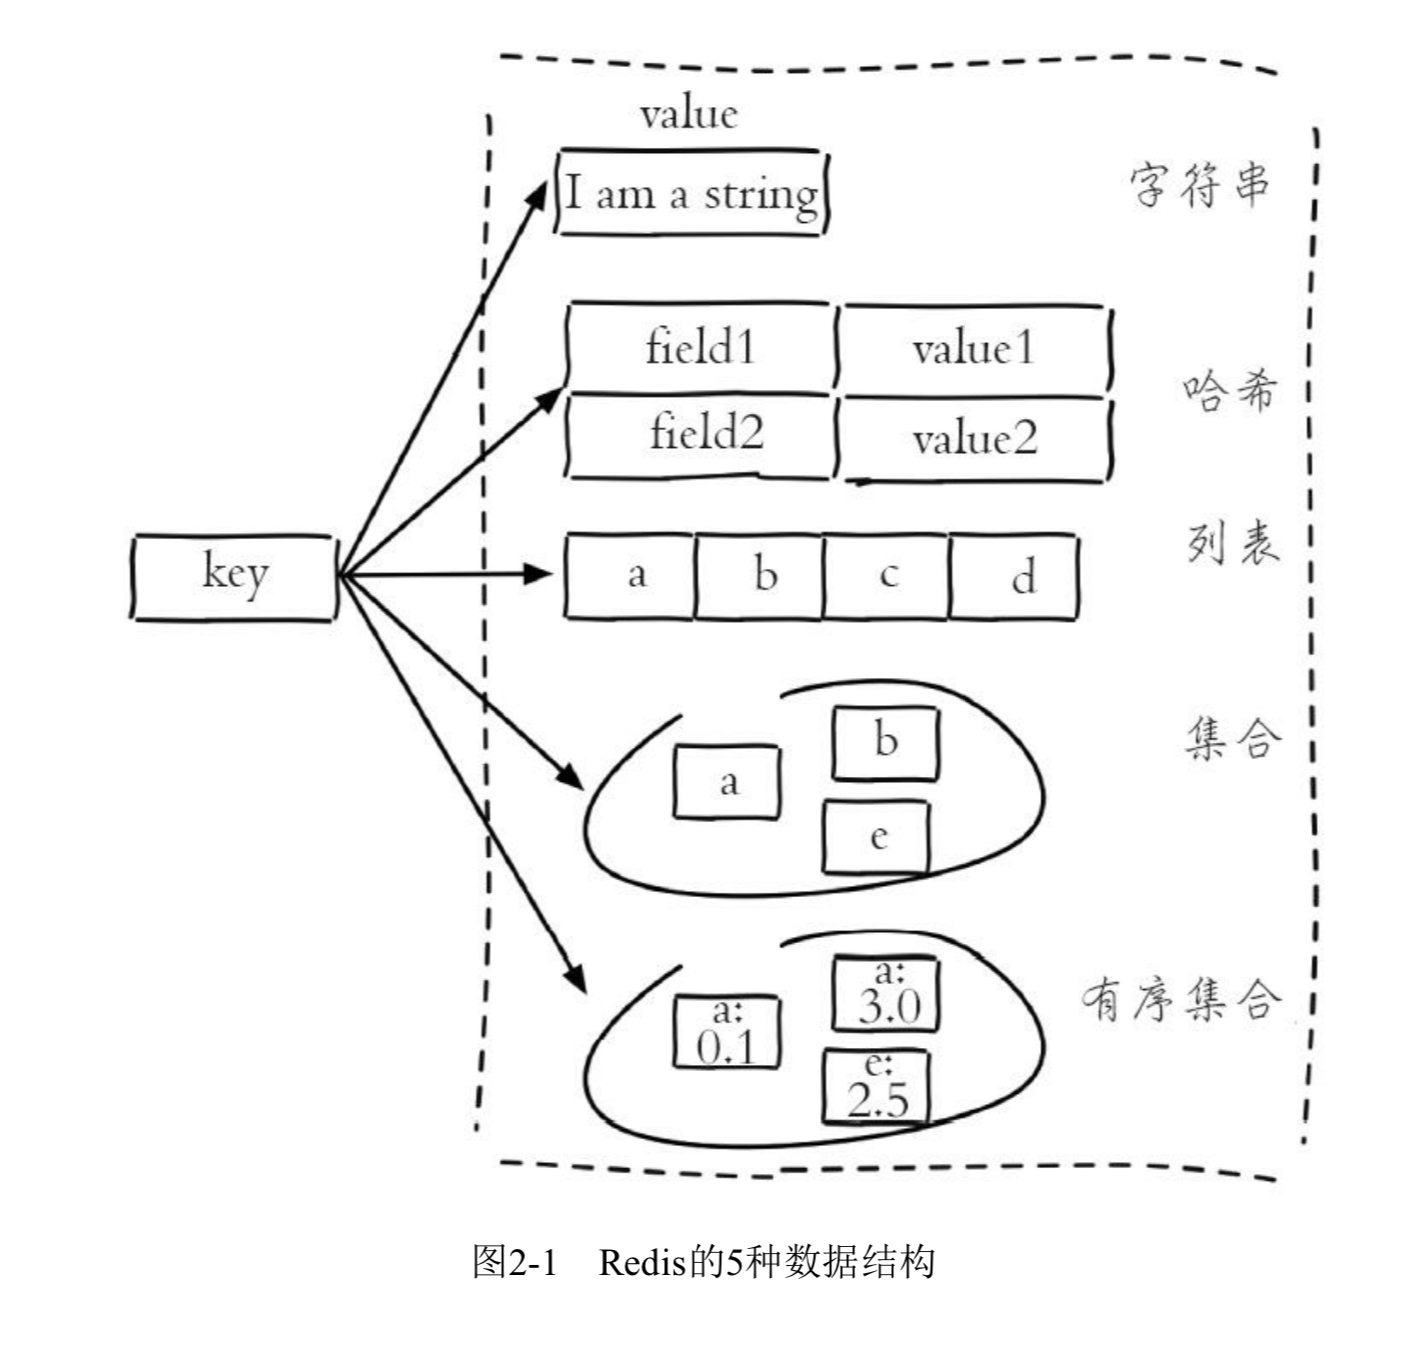 value
I am a string
字符串
field1
value1
哈希
field2
value2
列表
key
a
b
c
d
集合
b
a
e
有序集合
a:
3.0
a:
0.1
e:
2.5
图2-1 Redis的5种数据结构